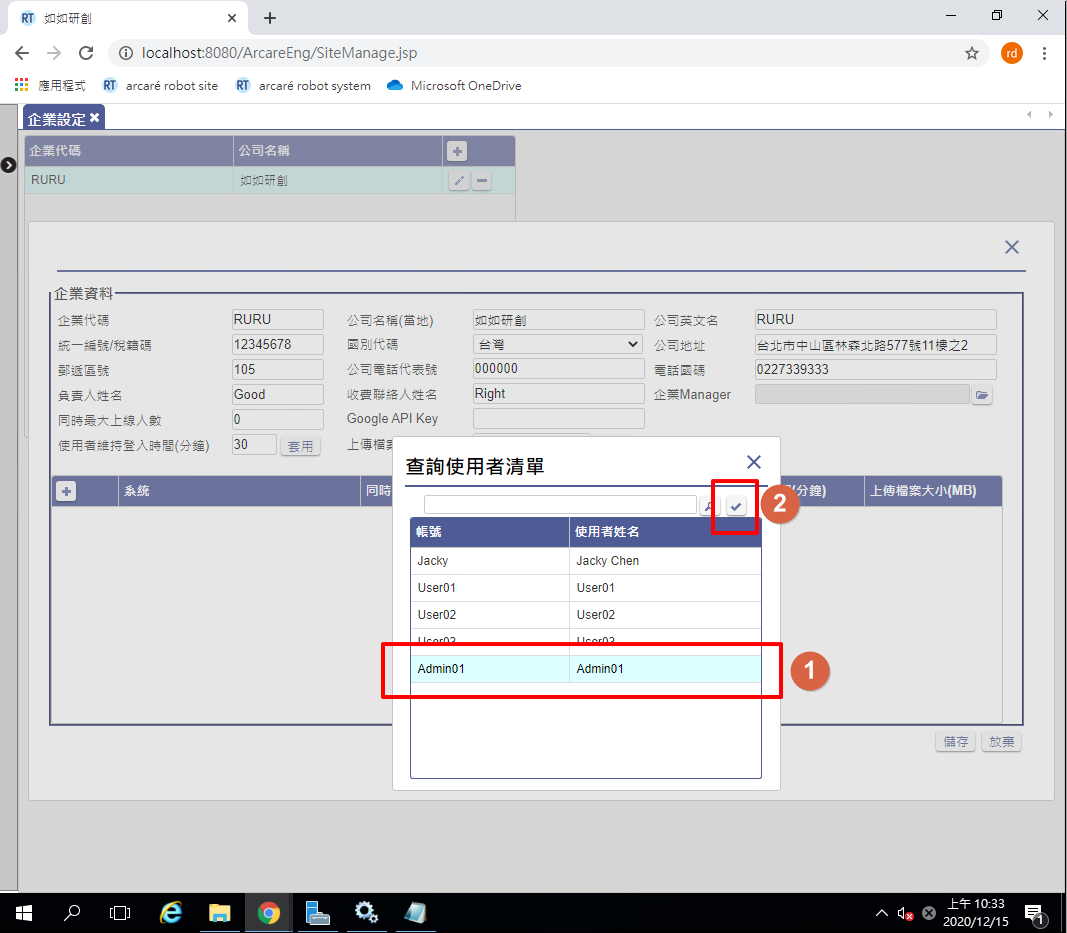 RT 如如研創
localhost:8080/ArcareEng/SiteManage.jsp
rd
應用程式 RT arcaré robot site RT arcaré robot system Microsoft OneDrive
企業設定
企業代碼 公司名稱
RURU 如如研創
企業資料
企業代碼 RURU 公司名稱(當地) 如如研創 公司英文名 RURU
統一編號/稅籍碼 12345678 國別代碼 台灣 公司地址 台北市中山區林森北路577號11樓之2
郵遞區號 105 公司電話代表號 000000 電話國碼 0227339333
負責人姓名 Good 收費聯絡人姓名 Right 企業Manager
同時最大上線人數 0 Google API Key
使用者維持登入時間(分鐘) 30 套用 上傳檔案
系統 同時 (分鐘) 上傳檔案大小(MB)
查詢使用者清單
2
帳號 使用者姓名
Jacky Jacky Chen
User01 User01
User02 User02
User03 User03
Admin01 Admin01
1
儲存 放棄
上午 10:33
2020/12/15
1